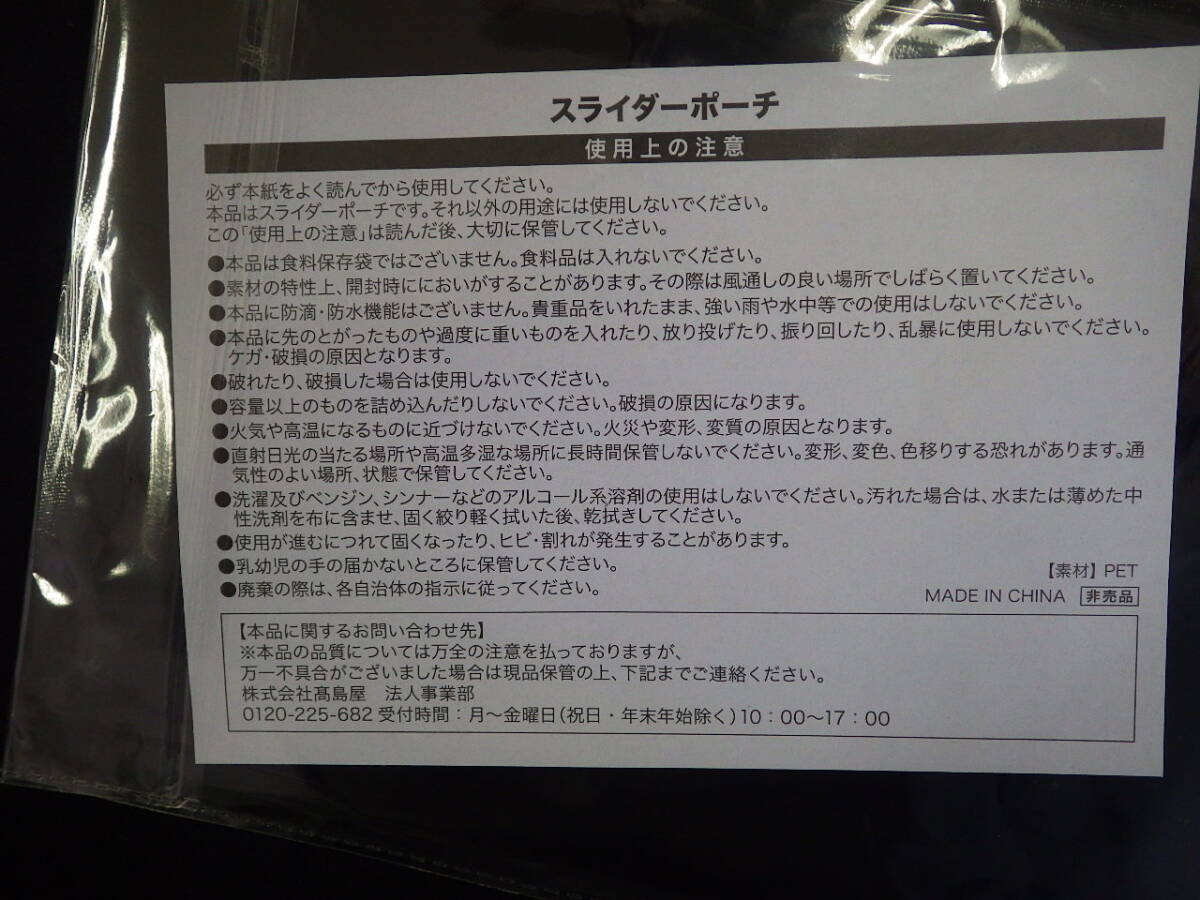 スライダーポーチ
使用上の注意
必ず本紙をよく読んでから使用してください。
本品はスライダーポーチです。それ以外の用途には使用しないでください。
この「使用上の注意」は読んだ後、大切に保管してください。
●本品は食料保存袋ではございません。食料品は入れないでください。
●素材の特性上、開封時ににおいがすることがあります。その際は風通しの良い場所でしばらく置いてください。
●本品に防滴・防水機能はございません。貴重品をいれたまま、強い雨や水中等での使用はしないでください。
●本品に先のとがったものや過度に重いものを入れたり、放り投げたり、振り回したり、乱暴に使用しないでください。
ケガ・破損の原因となります。
●破れたり、破損した場合は使用しないでください。
●容量以上のものを詰め込んだりしないでください。破損の原因になります。
●火気や高温になるものに近づけないでください。火災や変形、変質の原因となります。
●直射日光の当たる場所や高温多湿な場所に長時間保管しないでください。変形、変色、色移りする恐れがあります。通
気性のよい場所、状態で保管してください。
●洗濯及びベンジン、シンナーなどのアルコール系溶剤の使用はしないでください。汚れた場合は、水または薄めた中
性洗剤を布に含ませ、固く絞り軽く拭いた後、乾拭きしてください。
●使用が進むにつれて固くなったり、ヒビ・割れが発生することがあります。
●乳幼児の手の届かないところに保管してください。
●廃棄の際は、各自治体の指示に従ってください。
【素材】PET
MADE IN CHINA 非売品
【本品に関するお問い合わせ先】
※本品の品質については万全の注意を払っておりますが、
万一不具合がございました場合は現品保管の上、下記までご連絡ください。
株式会社髙島屋 法人事業部
0120-225-682 受付時間：月〜金曜日（祝日・年末年始除く）10：00〜17：00